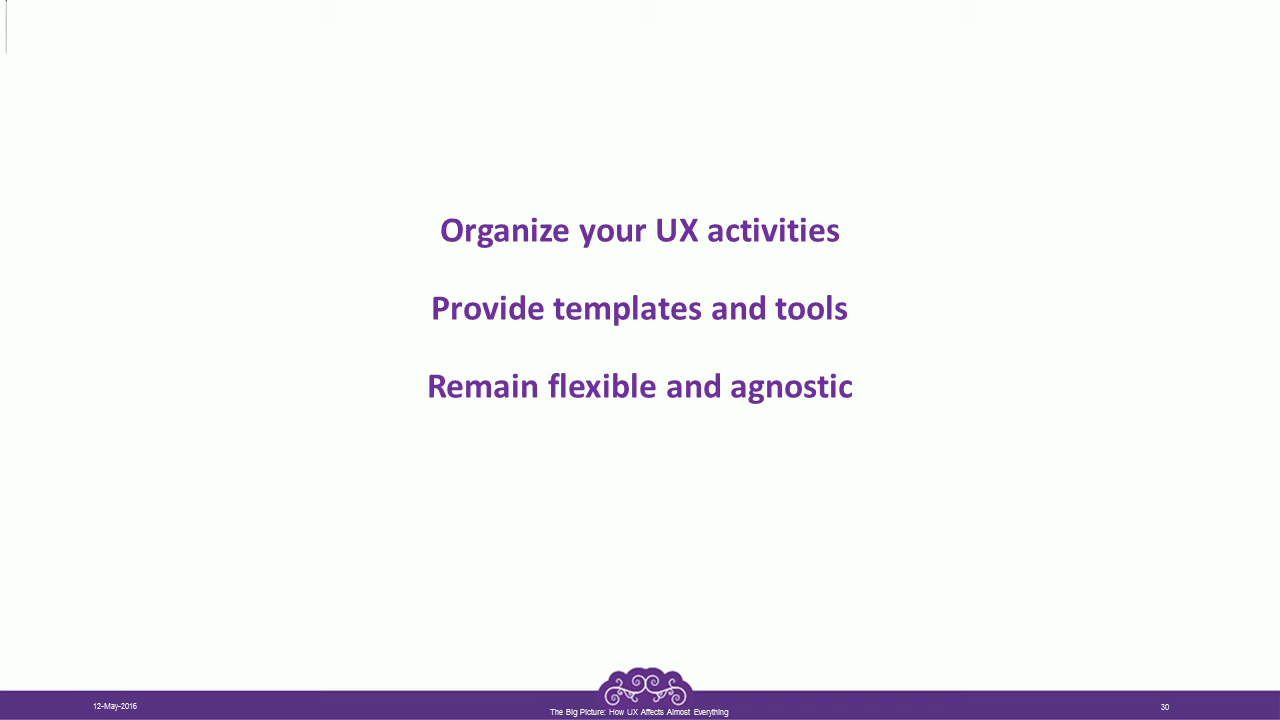 Organize your UX activities
Provide templates and tools
Remain flexible and agnostic
12-May-2016
The Big Picture: How UX Affects Almost Everything
30